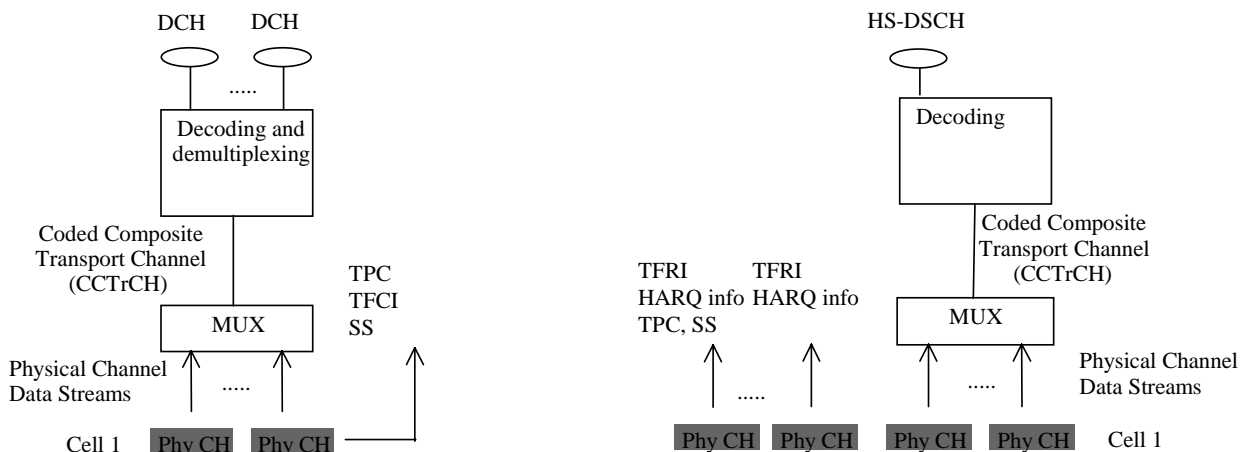 DCH DCH
.....
Decoding and
demultiplexing
Coded Composite
Transport Channel
(CCTrCH)
TPC
TFCI
SS
MUX
Physical Channel
Data Streams
.....
Cell 1 Phy CH Phy CH
HS-DSCH
Decoding
Coded Composite
Transport Channel
(CCTrCH)
TFRI
HARQ info
TPC, SS
TFRI
HARQ info
MUX
Physical Channel
Data Streams
.....
.....
Phy CH Phy CH Phy CH Phy CH Cell 1